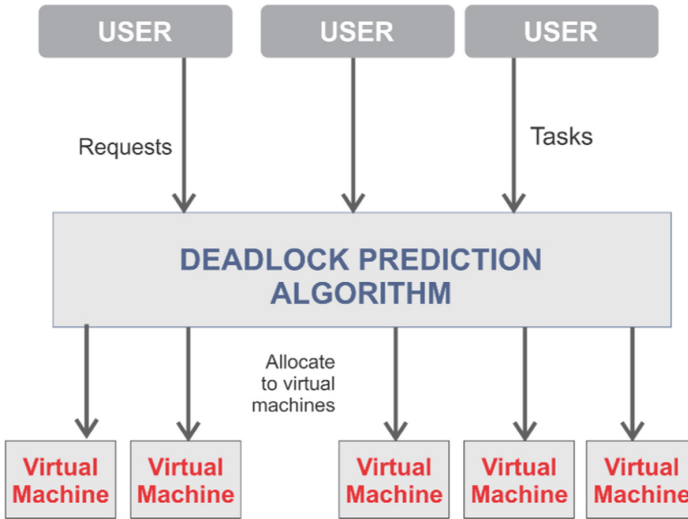 USER
USER
USER
Requests
Tasks
DEADLOCK PREDICTION
ALGORITHM
Allocate
to virtual
machines
Virtual
Machine
Virtual
Machine
Virtual
Machine
Virtual
Machine
Virtual
Machine